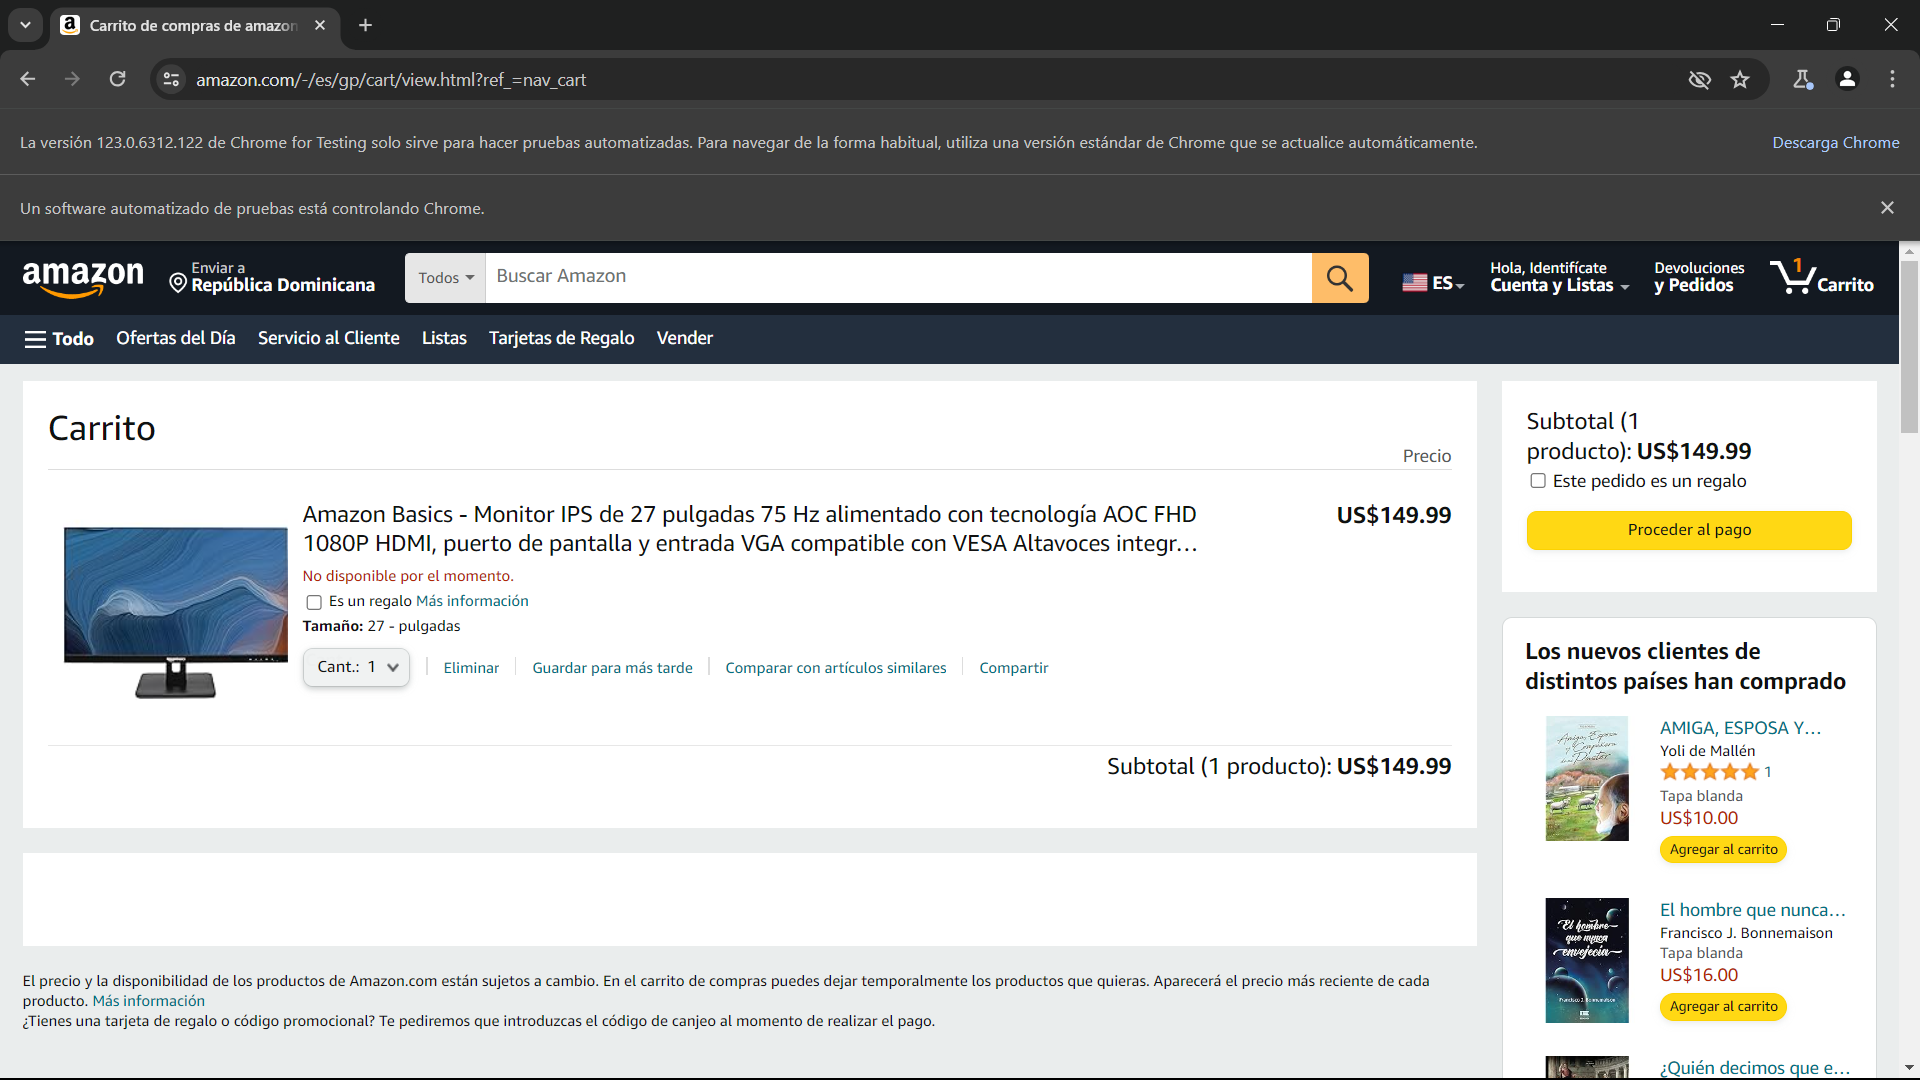 Carrito de compras de amazon
amazon.com/-/es/gp/cart/view.html?ref_=nav_cart
La versión 123.0.6312.122 de Chrome for Testing solo sirve para hacer pruebas automatizadas. Para navegar de la forma habitual, utiliza una versión estándar de Chrome que se actualice automáticamente.
Descarga Chrome
Un software automatizado de pruebas está controlando Chrome.
amazon
Enviar a
República Dominicana
Todos
Buscar Amazon
ES
Hola, Identifícate
Cuenta y Listas
Devoluciones
y Pedidos
1
Carrito
Todo
Ofertas del Día
Servicio al Cliente
Listas
Tarjetas de Regalo
Vender
Carrito
Precio
Amazon Basics - Monitor IPS de 27 pulgadas 75 Hz alimentado con tecnología AOC FHD
1080P HDMI, puerto de pantalla y entrada VGA compatible con VESA Altavoces integr...
US$149.99
No disponible por el momento.
Es un regalo Más información
Tamaño: 27 - pulgadas
Cant.: 1
Eliminar
Guardar para más tarde
Comparar con artículos similares
Compartir
Subtotal (1 producto): US$149.99
El precio y la disponibilidad de los productos de Amazon.com están sujetos a cambio. En el carrito de compras puedes dejar temporalmente los productos que quieras. Aparecerá el precio más reciente de cada
producto. Más información
¿Tienes una tarjeta de regalo o código promocional? Te pediremos que introduzcas el código de canjeo al momento de realizar el pago.
Subtotal (1
producto): US$149.99
Este pedido es un regalo
Proceder al pago
Los nuevos clientes de
distintos países han comprado
Amiga, Esposa
y Compañera
de un Pastor
AMIGA, ESPOSA Y...
Yoli de Mallén
1
Tapa blanda
US$10.00
Agregar al carrito
El hombre
que nunca
envejecía
Francisco J. Bonnemaison
El hombre que nunca...
Francisco J. Bonnemaison
Tapa blanda
US$16.00
Agregar al carrito
¿Quién decimos que e...